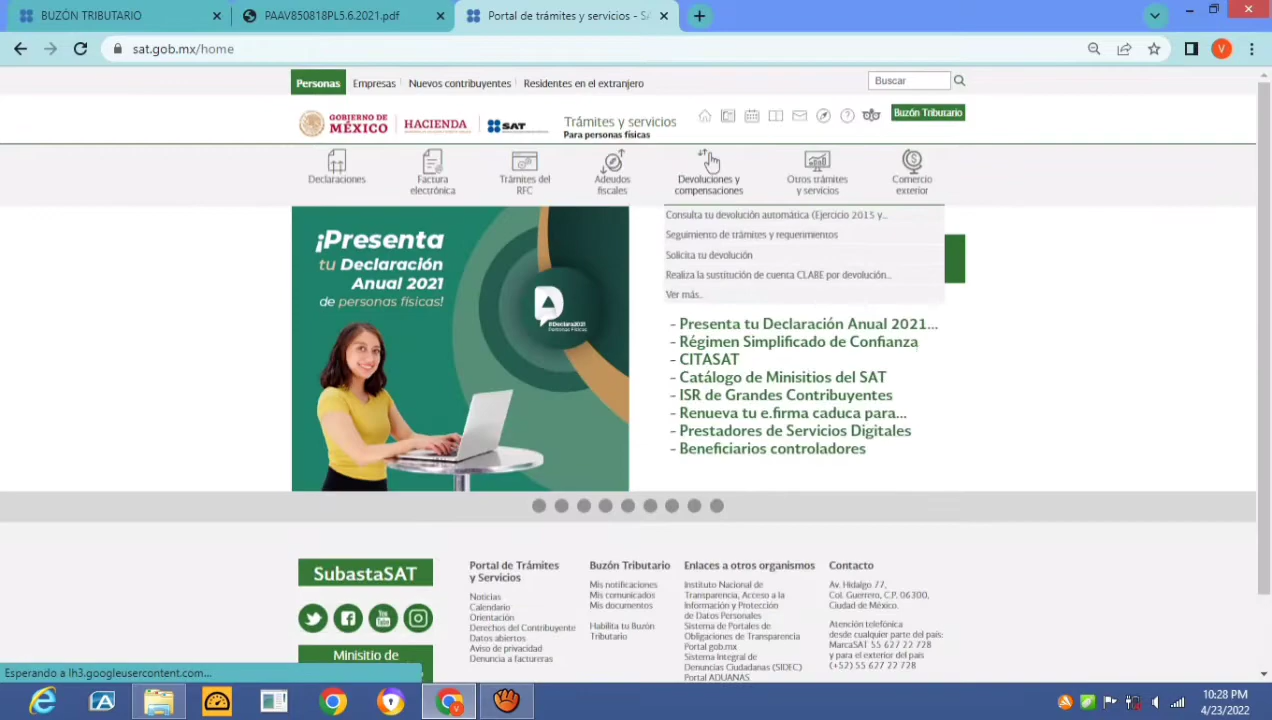 BUZÓN TRIBUTARIO
PAAV850818PL5.6.2021.pdf
Portal de trámites y servicios - SA
sat.gob.mx/home
V
Personas
Empresas
Nuevos contribuyentes
Residentes en el extranjero
Buscar
GOBIERNO DE
MÉXICO
HACIENDA
SAT
Trámites y servicios
Para personas físicas
Buzón Tributario
Declaraciones
Factura
electrónica
Trámites del
RFC
Adeudos
fiscales
Devoluciones y
compensaciones
Otros trámites
y servicios
Comercio
exterior
Consulta tu devolución automática (Ejercicio 2015 y...
Seguimiento de trámites y requerimientos
Solicita tu devolución
Realiza la sustitución de cuenta CLABE por devolución...
Ver más..
¡Presenta
tu Declaración
Anual 2021
de personas físicas!
#Declara2021
Personas Físicas
- Presenta tu Declaración Anual 2021...
- Régimen Simplificado de Confianza
- CITASAT
- Catálogo de Minisitios del SAT
- ISR de Grandes Contribuyentes
- Renueva tu e.firma caduca para...
- Prestadores de Servicios Digitales
- Beneficiarios controladores
SubastaSAT
You
Tube
Minisitio de
Portal de Trámites
y Servicios
Noticias
Calendario
Orientación
Derechos del Contribuyente
Datos abiertos
Aviso de privacidad
Denuncia a factureras
Buzón Tributario
Mis notificaciones
Mis comunicados
Mis documentos
Habilita tu Buzón
Tributario
Enlaces a otros organismos
Instituto Nacional de
Transparencia, Acceso a la
Información y Protección
de Datos Personales
Sistema de Portales de
Obligaciones de Transparencia
Portal gob.mx
Sistema Integral de
Denuncias Ciudadanas (SIDEC)
Portal ADUANAS
Contacto
Av. Hidalgo 77,
Col. Guerrero, C.P. 06300,
Ciudad de México.
Atención telefónica
desde cualquier parte del país:
MarcaSAT 55 627 22 728
y para el exterior del país
(+52) 55 627 22 728
Esperando a lh3.googleusercontent.com...
10:28 PM
4/23/2022